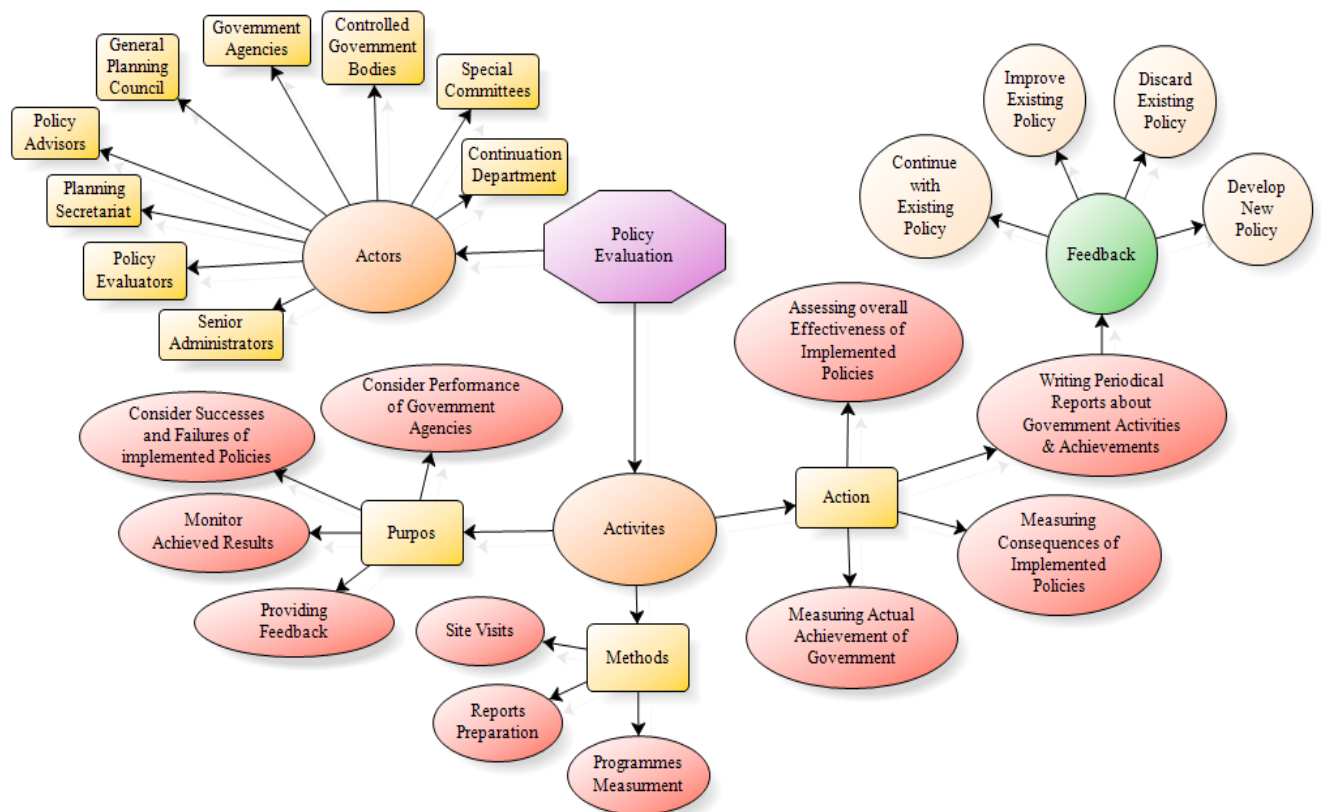 Government
Agencies
Controlled
Government
Bodies
General
Planning
Council
Special
Committees
Policy
Advisors
Continuation
Department
Planning
Secretariat
Policy
Evaluators
Senior
Administrators
Actors
Policy
Evaluation
Improve
Existing
Policy
Discard
Existing
Policy
Continue
with
Existing
Policy
Develop
New
Policy
Feedback
Assessing overall
Effectiveness of
Implemented
Policies
Writing Periodical
Reports about
Government Activities
& Achievements
Consider Performance
of Government
Agencies
Consider Successes
and Failures of
implemented Policies
Monitor
Achieved Results
Providing
Feedback
Purpos
Activites
Action
Measuring
Consequences of
Implemented
Policies
Measuring Actual
Achievement of
Government
Methods
Site Visits
Reports
Preparation
Programmes
Measurment